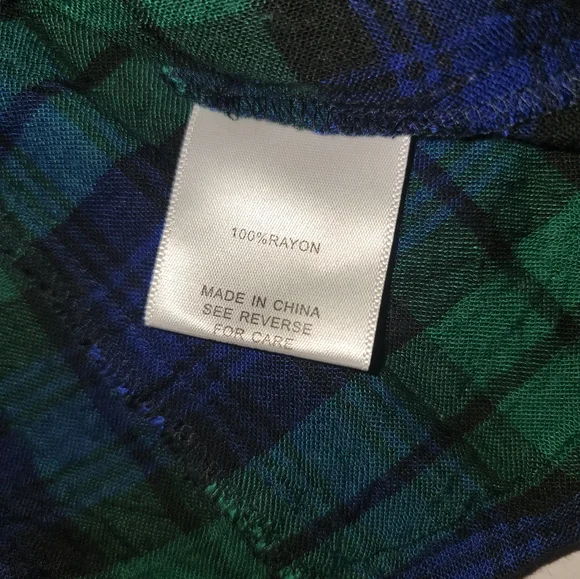 100%RAYON
MADE IN CHINA
SEE REVERSE
FOR CARE